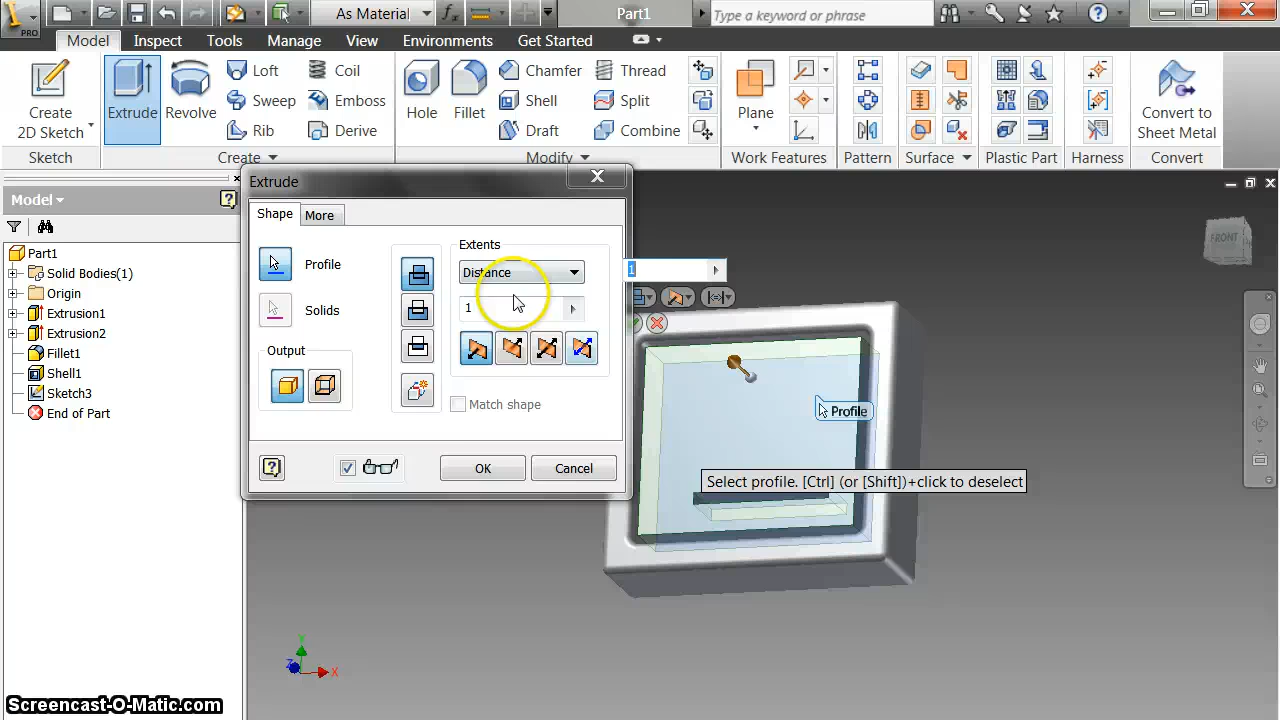 PRO
As Material
Part1
Type a keyword or phrase
Model Inspect Tools Manage View Environments Get Started
Create
2D Sketch
Extrude
Revolve
Loft
Sweep
Rib
Coil
Emboss
Derive
Hole
Fillet
Chamfer
Shell
Draft
Thread
Split
Combine
Plane
Convert to
Sheet Metal
Sketch Create Modify Work Features Pattern Surface Plastic Part Harness Convert
Model
Part1
Solid Bodies(1)
Origin
Extrusion1
Extrusion2
Fillet1
Shell1
Sketch3
End of Part
Extrude
Shape More
Profile
Solids
Output
Extents
Distance
1
Match shape
OK Cancel
1
FRONT
Profile
Select profile. [Ctrl] (or [Shift])+click to deselect
Y
Z
X
Screencast-O-Matic.com